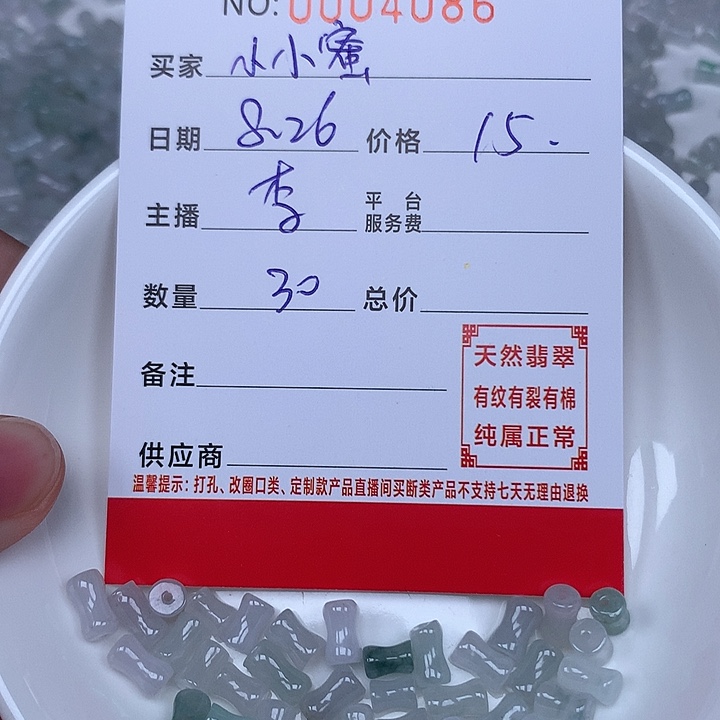 NO: 0004086
买家 水小蜜
日期 8.26 价格 15.
主播 李 平台服务费
数量 30 总价
备注
天然翡翠
有纹有裂有棉
纯属正常
供应商
温馨提示：打孔、改圈口类、定制款产品直播间买断类产品不支持七天无理由退换